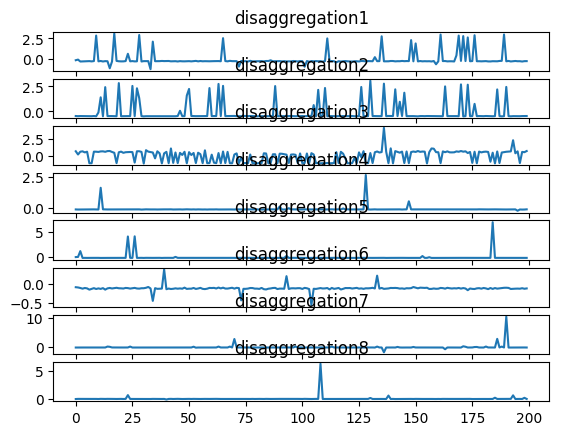 disaggregation1
2.5
0.0
disaggregation2
2.5
0.0
disaggregation3
2.5
0.0
disaggregation4
2.5
0.0
disaggregation5
5
0
disaggregation6
0.0
−0.5
disaggregation7
10
0
disaggregation8
5
0
0 25 50 75 100 125 150 175 200